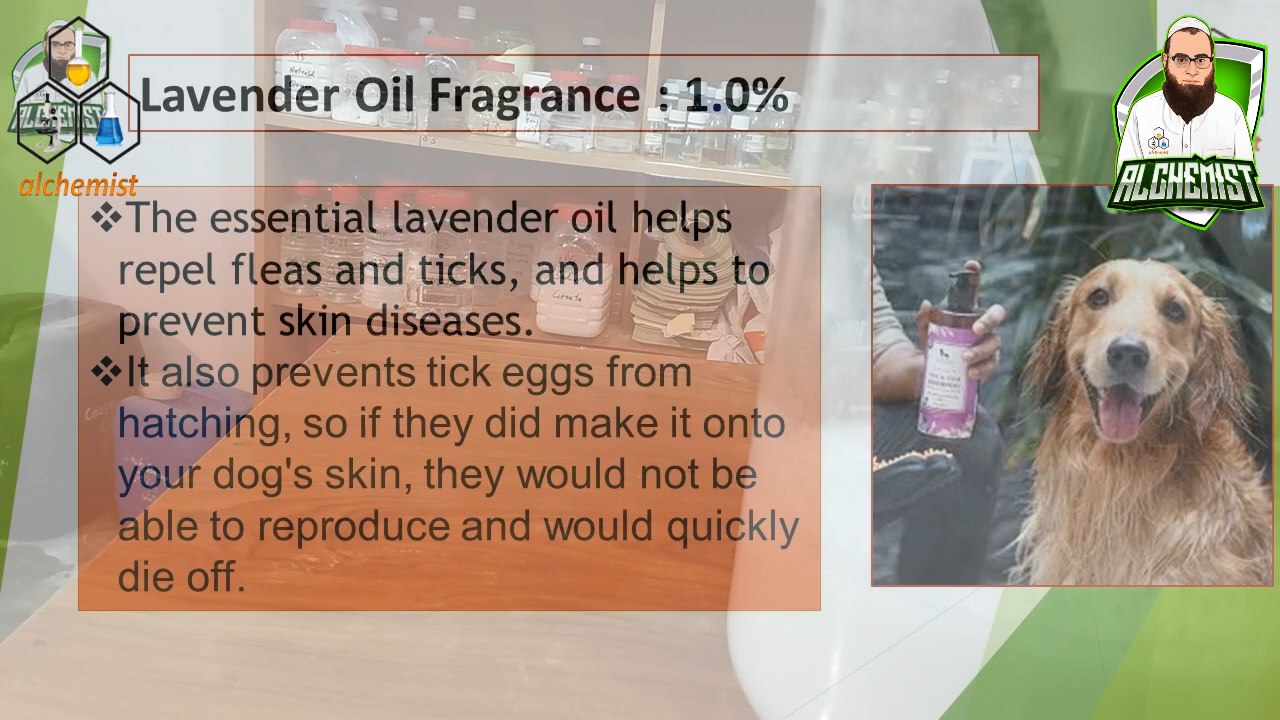 Lavender Oil Fragrance : 1.0%
alchemist
ALCHEMIST
❖The essential lavender oil helps
repel fleas and ticks, and helps to
prevent skin diseases.
❖It also prevents tick eggs from
hatching, so if they did make it onto
your dog's skin, they would not be
able to reproduce and would quickly
die off.